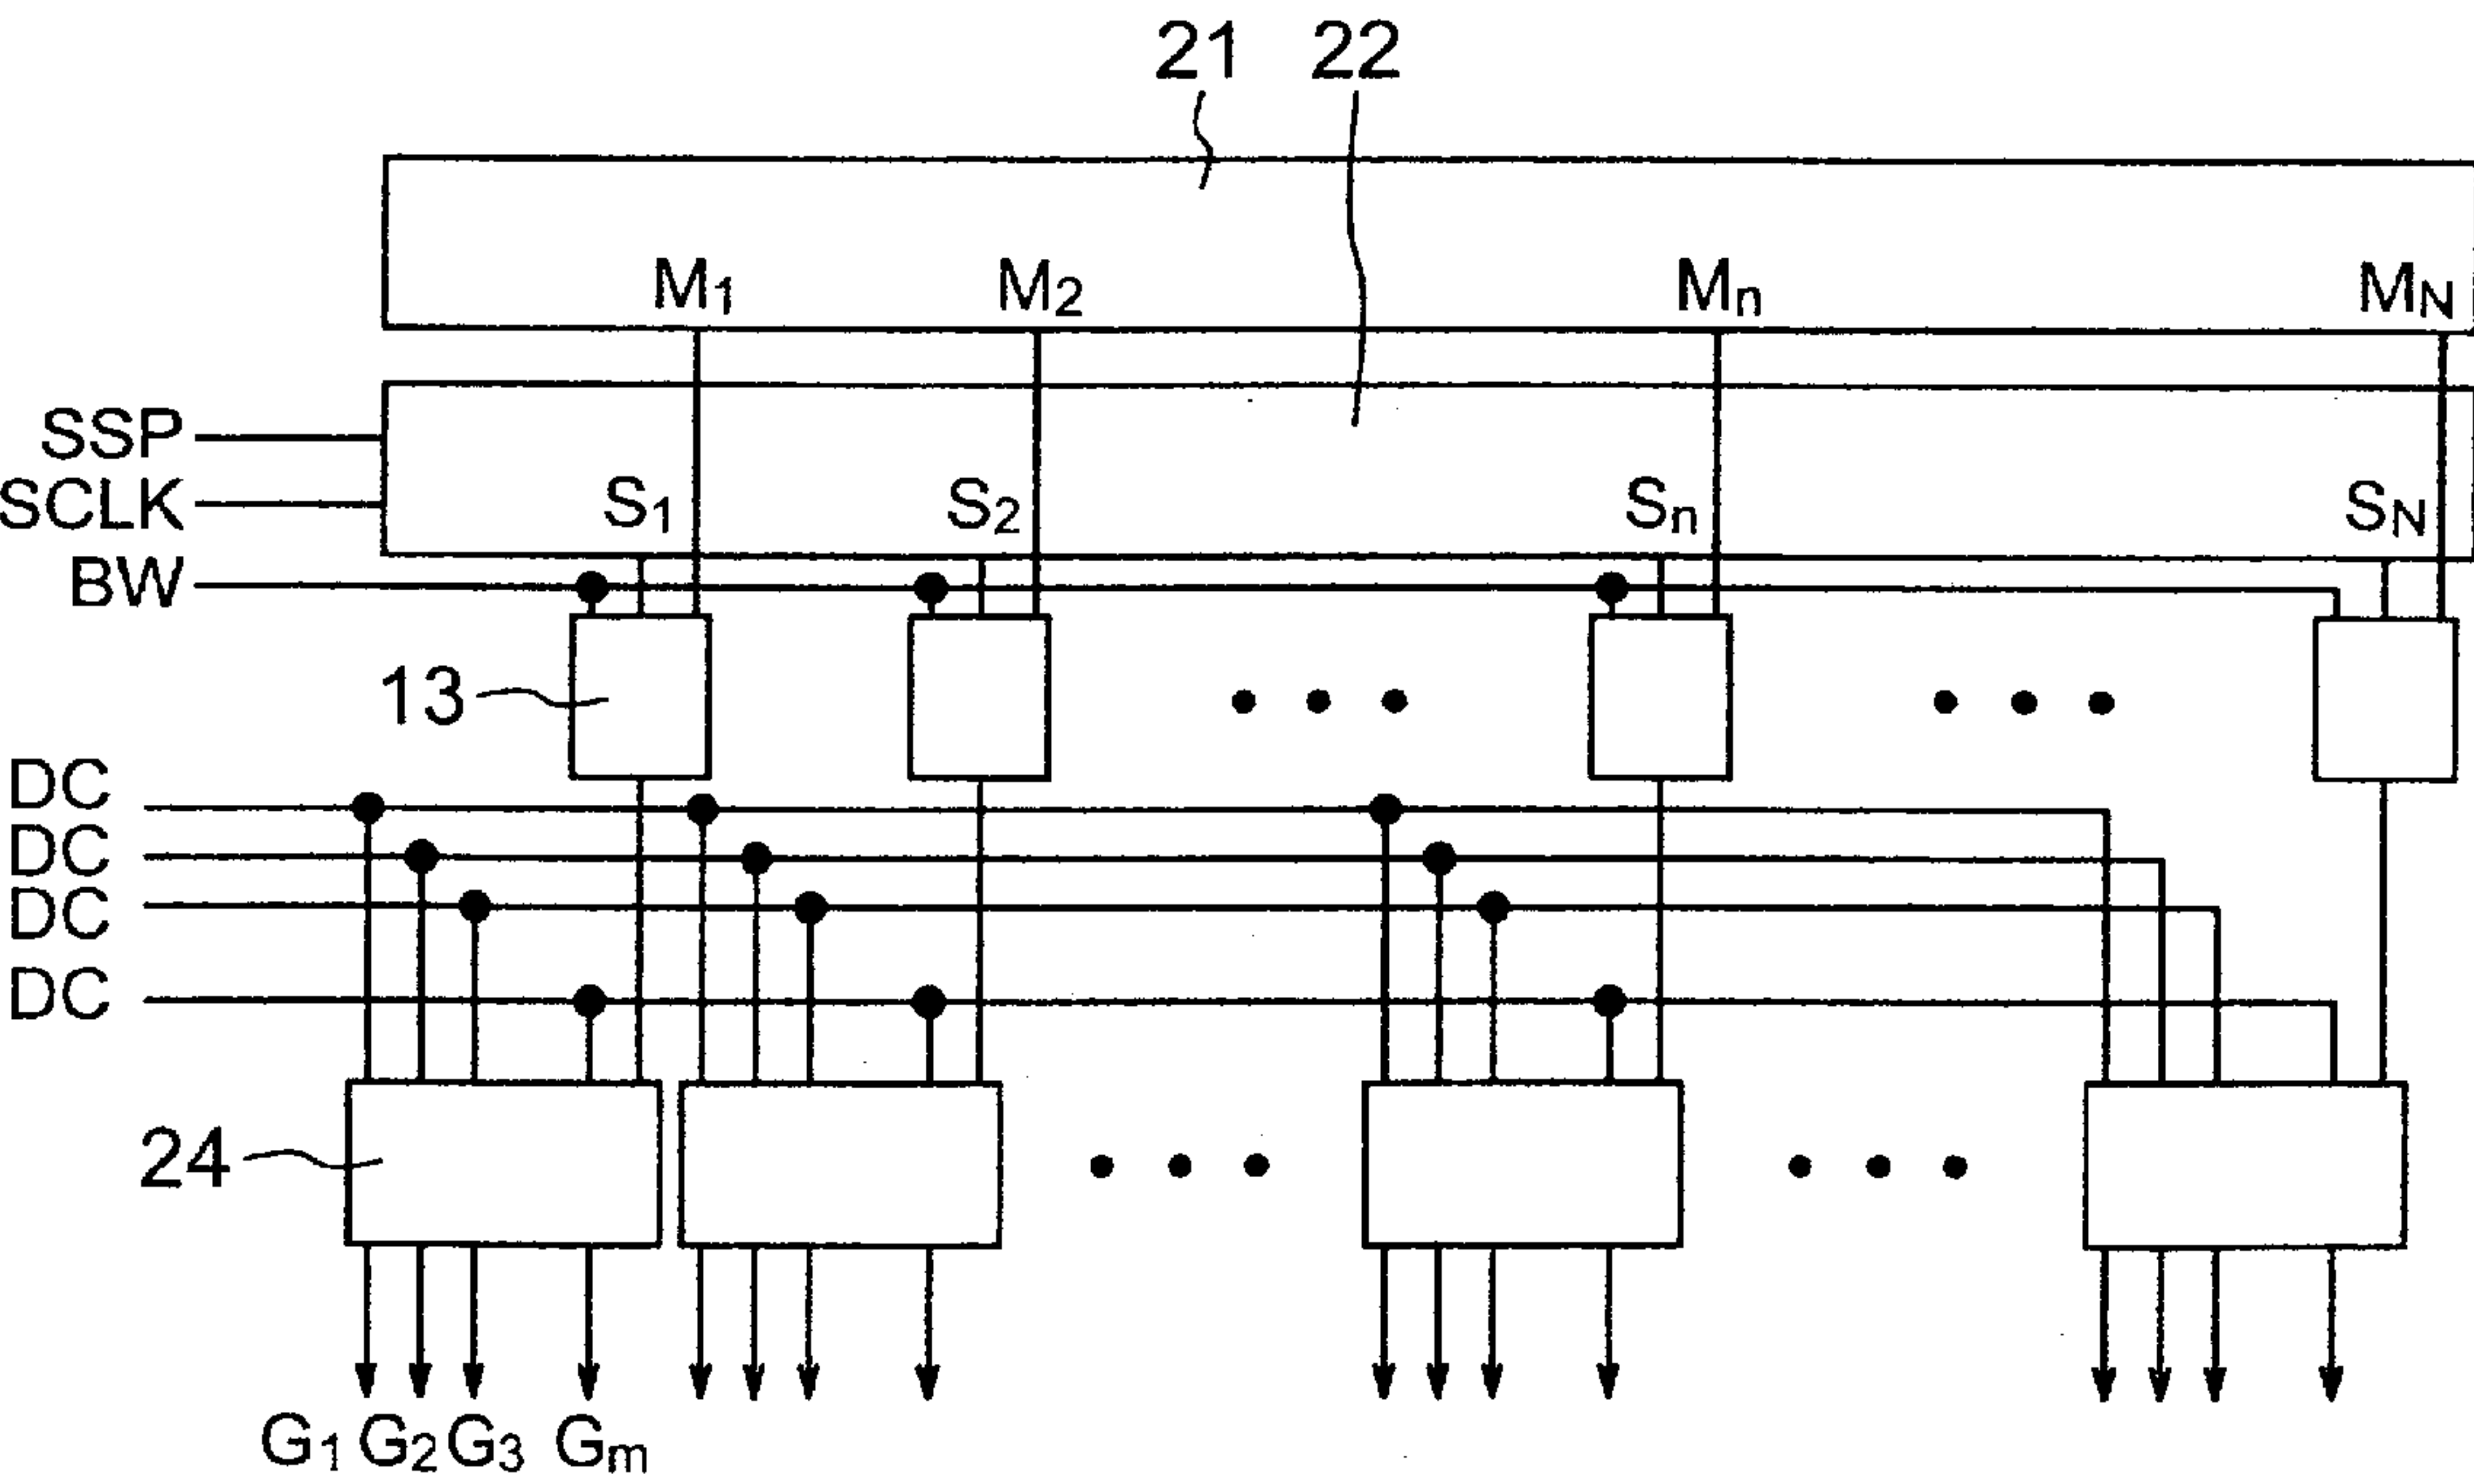 21 22
M1 M2 Mn MN
SSP
SCLK
S1 S2 Sn SN
BW
13
DC
DC
DC
DC
24
G1 G2 G3 Gm